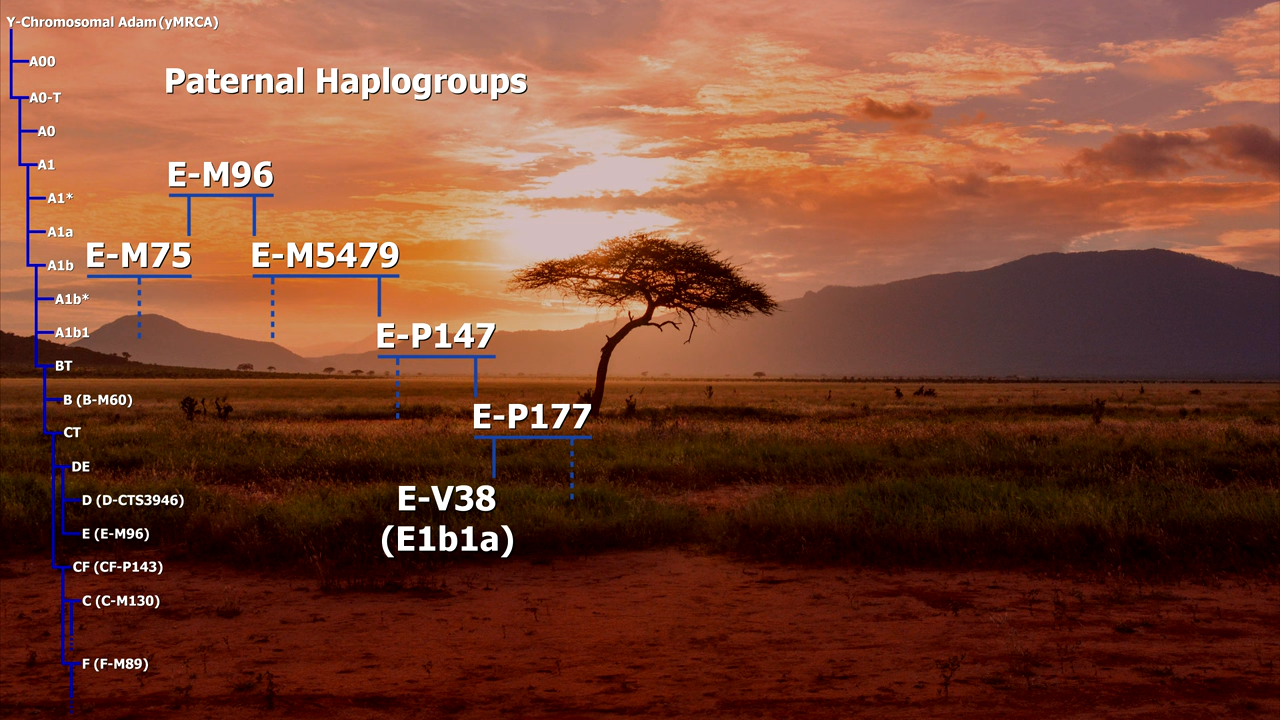 Y-Chromosomal Adam (yMRCA)
A00
A0-T
A0
A1
A1*
A1a
A1b
A1b*
A1b1
BT
B (B-M60)
CT
DE
D (D-CTS3946)
E (E-M96)
CF (CF-P143)
C (C-M130)
F (F-M89)
Paternal Haplogroups
E-M96
E-M75
E-M5479
E-P147
E-P177
E-V38
(E1b1a)